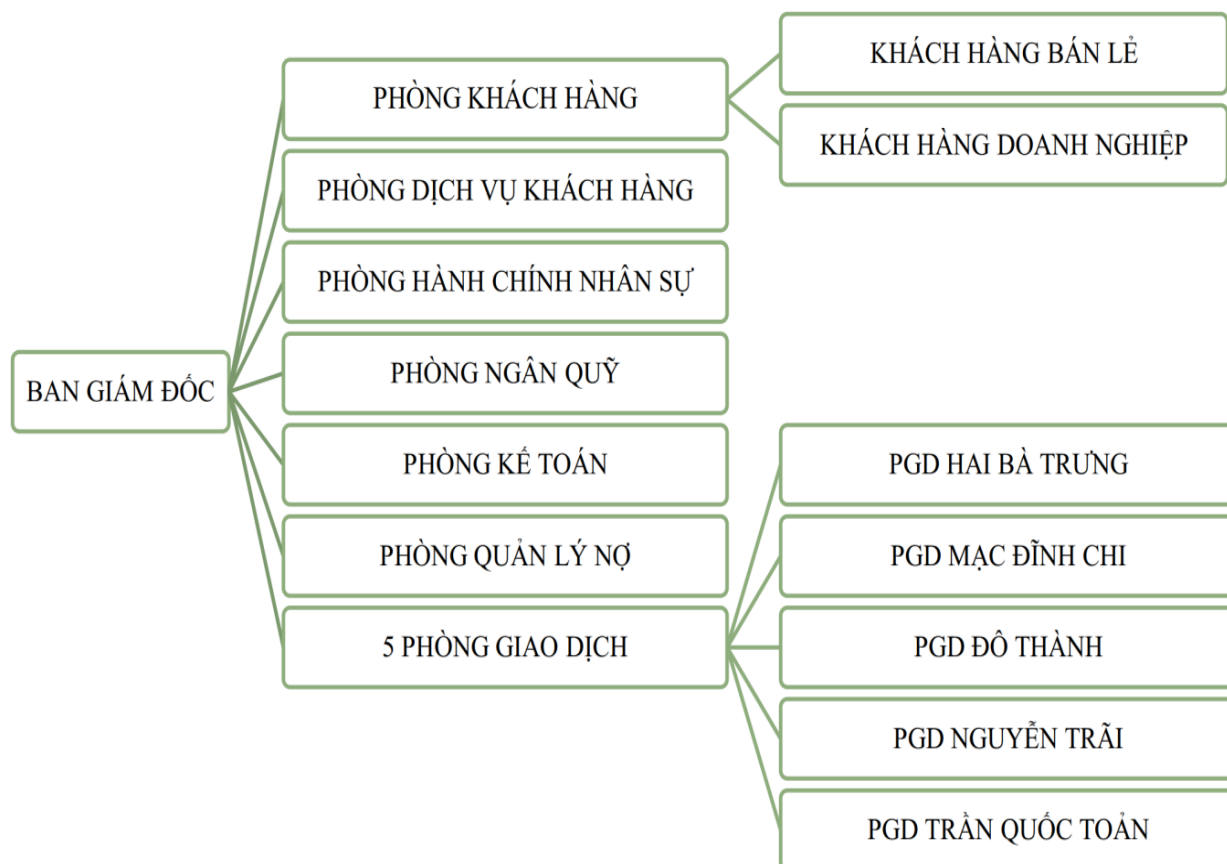 BAN GIÁM ĐỐC
PHÒNG KHÁCH HÀNG
KHÁCH HÀNG BÁN LẺ
KHÁCH HÀNG DOANH NGHIỆP
PHÒNG DỊCH VỤ KHÁCH HÀNG
PHÒNG HÀNH CHÍNH NHÂN SỰ
PHÒNG NGÂN QUỸ
PHÒNG KẾ TOÁN
PHÒNG QUẢN LÝ NỢ
5 PHÒNG GIAO DỊCH
PGD HAI BÀ TRƯNG
PGD MẠC ĐĨNH CHI
PGD ĐÔ THÀNH
PGD NGUYỄN TRÃI
PGD TRẦN QUỐC TOẢN